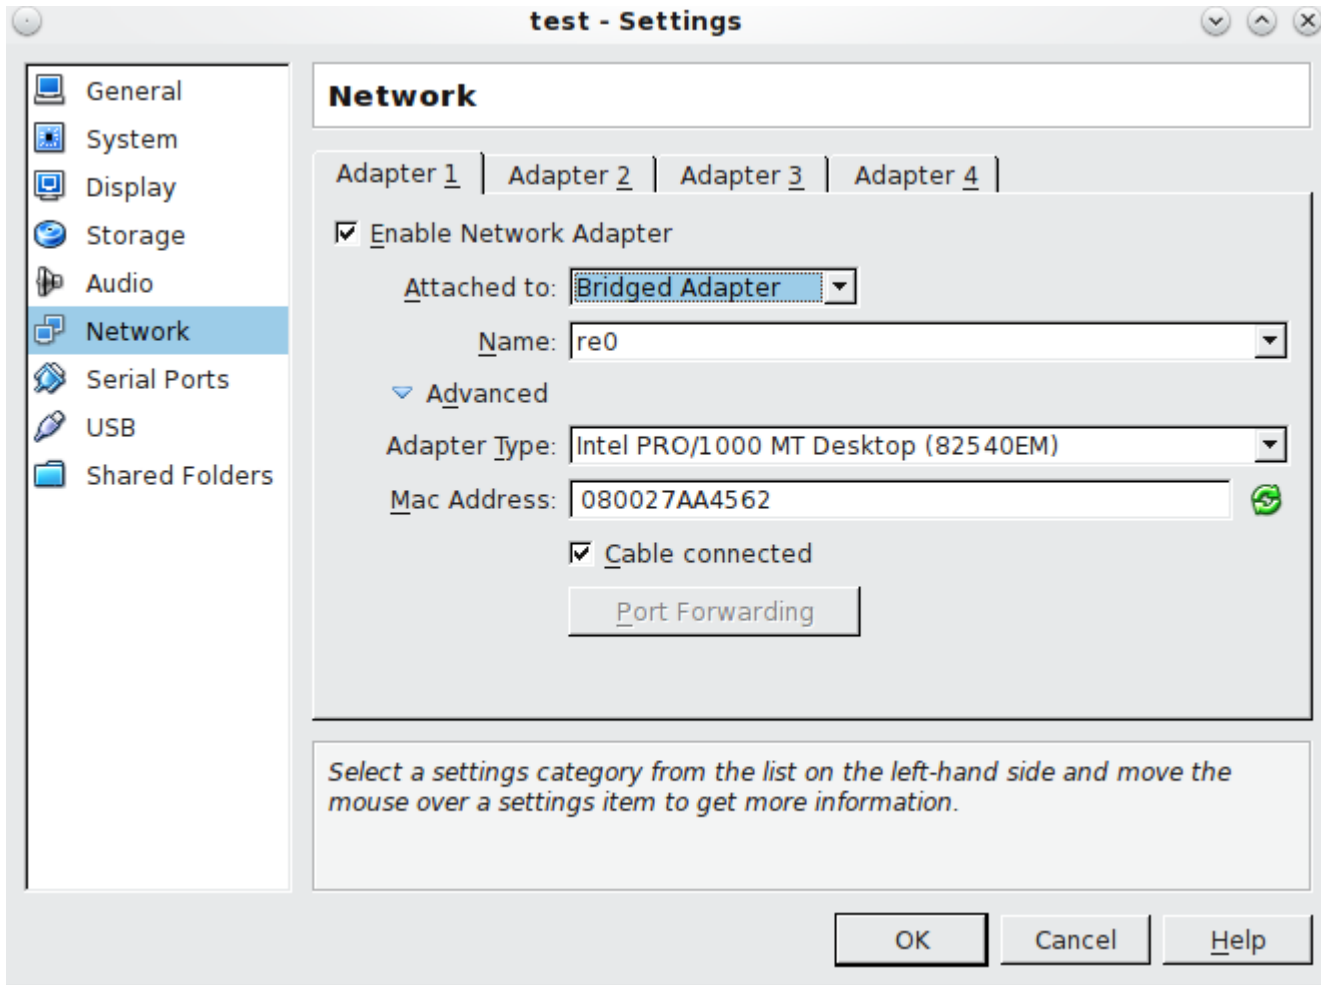 test - Settings
General
System
Display
Storage
Audio
Network
Serial Ports
USB
Shared Folders
Network
Adapter 1
Adapter 2
Adapter 3
Adapter 4
Enable Network Adapter
Attached to: Bridged Adapter
Name: re0
Advanced
Adapter Type: Intel PRO/1000 MT Desktop (82540EM)
Mac Address: 080027AA4562
Cable connected
Port Forwarding
Select a settings category from the list on the left-hand side and move the
mouse over a settings item to get more information.
OK
Cancel
Help